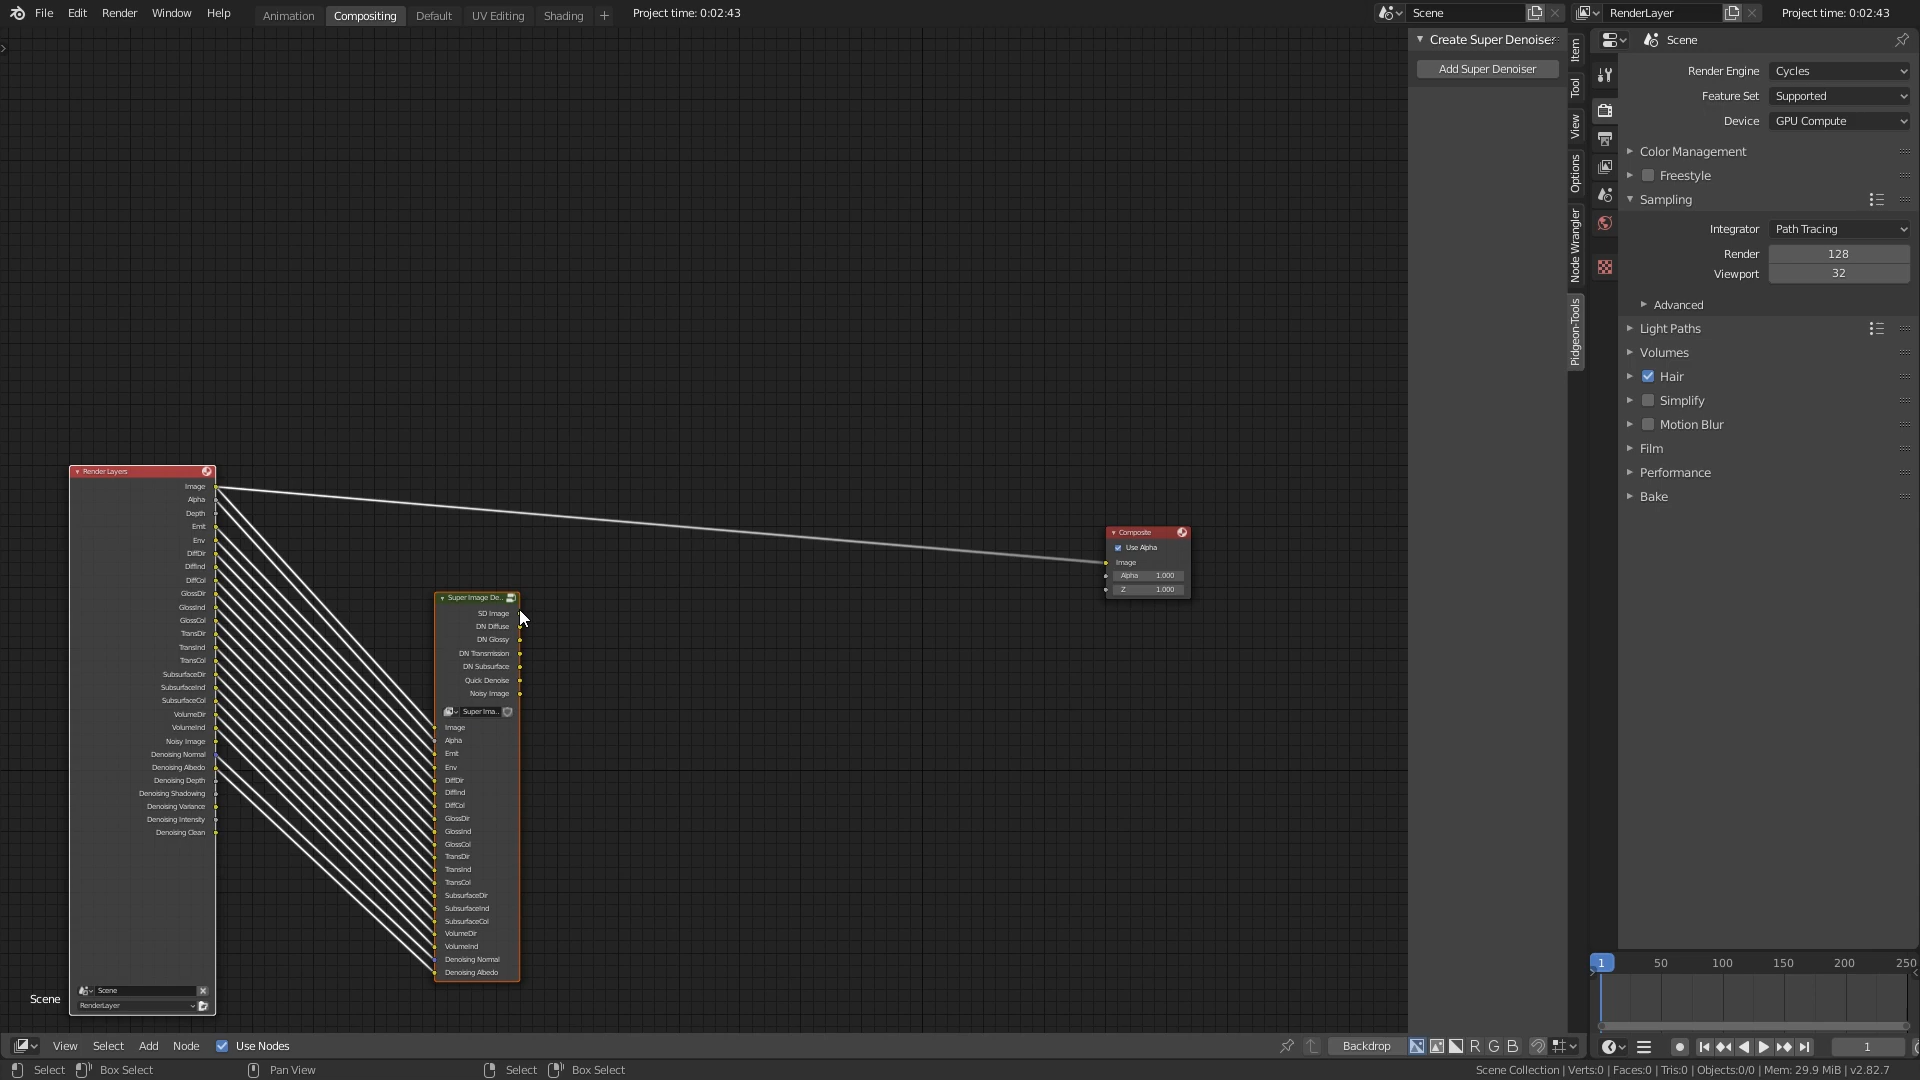 File Edit Render Window Help
Animation Compositing Default UV Editing Shading +
Project time: 0:02:43
Scene
RenderLayer
Project time: 0:02:43
Create Super Denoiser
Add Super Denoiser
Item
Tool
View
Options
Node Wrangler
Pidgeon-Tools
Scene
Render Engine Cycles
Feature Set Supported
Device GPU Compute
Color Management
Freestyle
Sampling
Integrator Path Tracing
Render 128
Viewport 32
Advanced
Light Paths
Volumes
Hair
Simplify
Motion Blur
Film
Performance
Bake
Render Layers
Image
Alpha
Depth
Emit
Env
DiffDir
DiffInd
DiffCol
GlossDir
GlossInd
GlossCol
TransDir
TransInd
TransCol
SubsurfaceDir
SubsurfaceInd
SubsurfaceCol
VolumeDir
VolumeInd
Noisy Image
Denoising Normal
Denoising Albedo
Denoising Depth
Denoising Shadowing
Denoising Variance
Denoising Intensity
Denoising Clean
Scene
RenderLayer
Super Image De..
SD Image
DN Diffuse
DN Glossy
DN Transmission
DN Subsurface
Quick Denoise
Noisy Image
Super Ima..
Image
Alpha
Emit
Env
DiffDir
DiffInd
DiffCol
GlossDir
GlossInd
GlossCol
TransDir
TransInd
TransCol
SubsurfaceDir
SubsurfaceInd
SubsurfaceCol
VolumeDir
VolumeInd
Denoising Normal
Denoising Albedo
Composite
Use Alpha
Image
Alpha 1.000
Z 1.000
Scene
1 50 100 150 200 250
View Select Add Node Use Nodes
Backdrop R G B
1
Select Box Select Pan View Select Box Select
Scene Collection | Verts:0 | Faces:0 | Tris:0 | Objects:0/0 | Mem: 29.9 MiB | v2.82.7